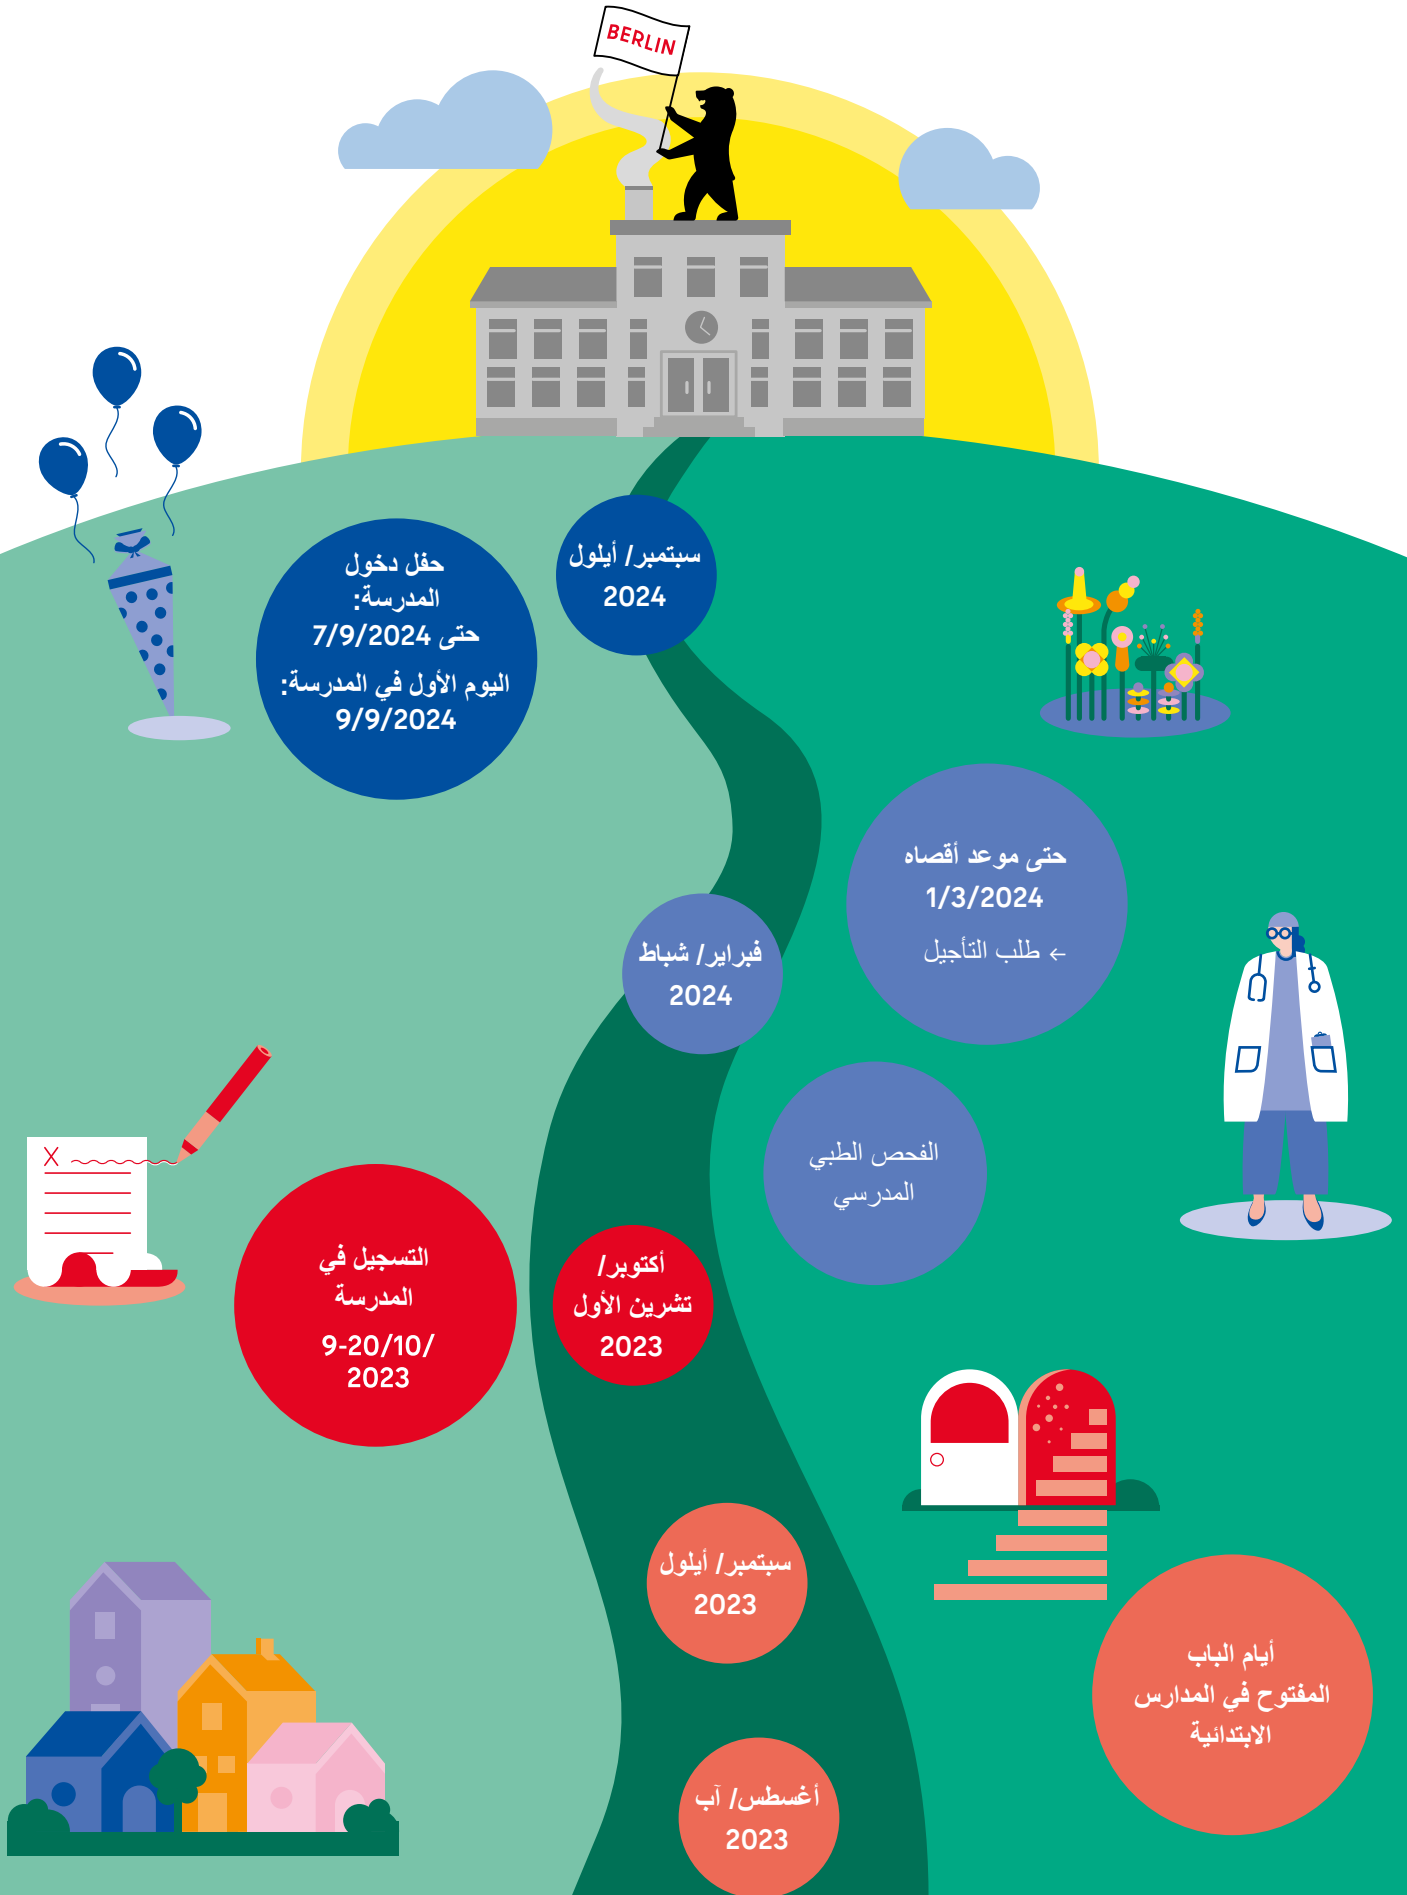 BERLIN
سبتمبر/ أيلول
2024
حفل دخول
المدرسة:
حتى 7/9/2024
اليوم الأول في المدرسة:
9/9/2024
حتى موعد أقصاه
1/3/2024
← طلب التأجيل
فبراير/ شباط
2024
الفحص الطبي
المدرسي
أكتوبر/
تشرين الأول
2023
التسجيل في
المدرسة
9-20/10/
2023
سبتمبر/ أيلول
2023
أيام الباب
المفتوح في المدارس
الابتدائية
أغسطس/ آب
2023